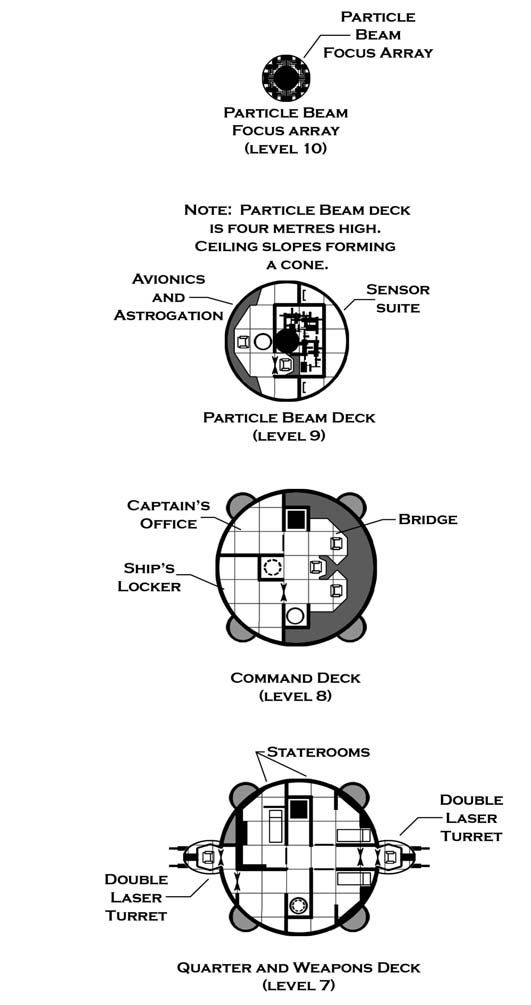 Particle
Beam
Focus Array
Particle Beam
Focus array
(level 10)
Note: Particle Beam deck
is four metres high.
Ceiling slopes forming
a cone.
Avionics
and
Astrogation
Sensor
suite
Particle Beam Deck
(level 9)
Captain's
Office
Bridge
Ship's
Locker
Command Deck
(level 8)
Staterooms
Double
Laser
Turret
Double
Laser
Turret
Quarter and Weapons Deck
(level 7)